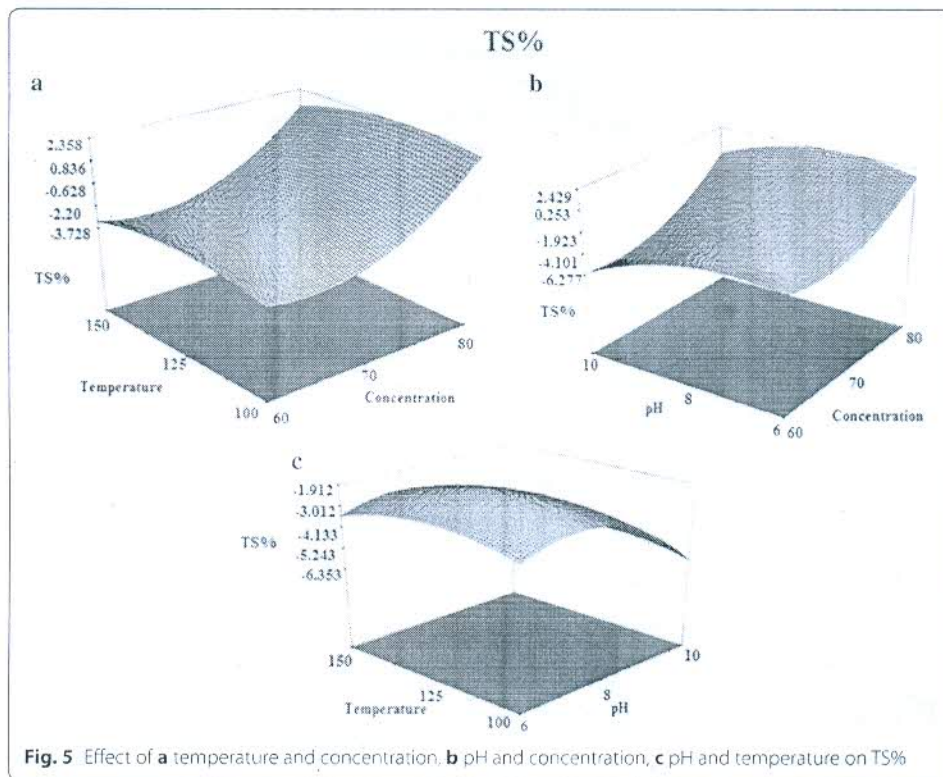 TS%
a
2.358
0.836
-0.628
-2.20
-3.728
TS%
150
125
Temperature
100
60
70
Concentration
80
b
2.429
0.253
-1.923
-4.101
-6.277
TS%
10
pH
8
6
60
70
Concentration
80
c
-1.912
-3.012
-4.133
-5.243
-6.353
TS%
150
125
Temperature
100
6
8
pH
10
Fig. 5 Effect of a temperature and concentration, b pH and concentration, c pH and temperature on TS%